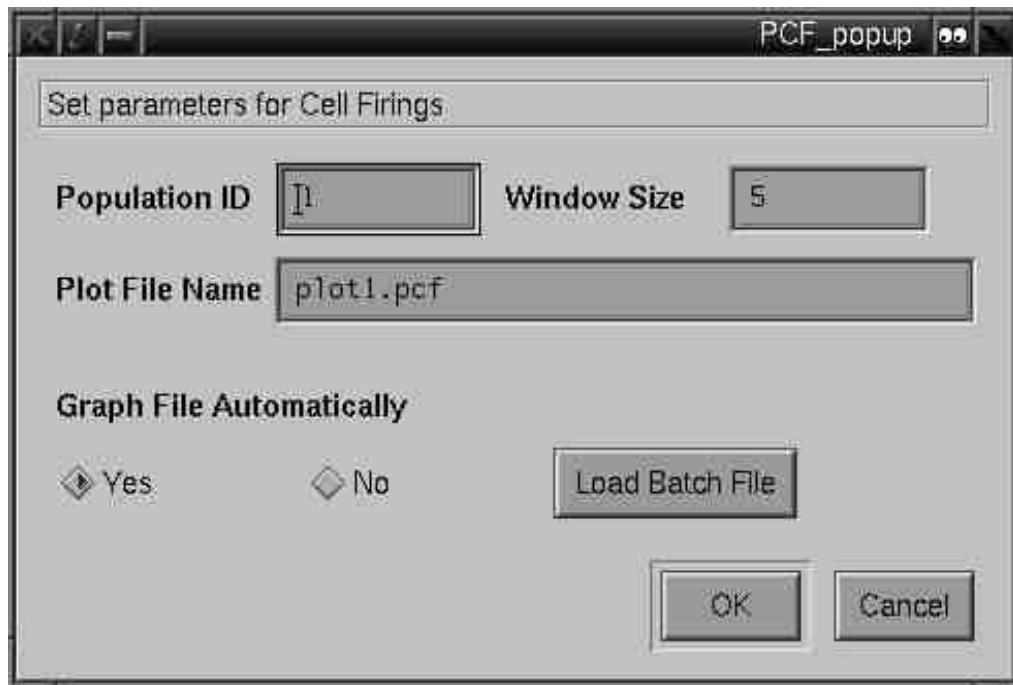 PCF_popup
Set parameters for Cell Firings
Population ID 1 Window Size 5
Plot File Name plot1.pcf
Graph File Automatically
Yes No Load Batch File
OK Cancel